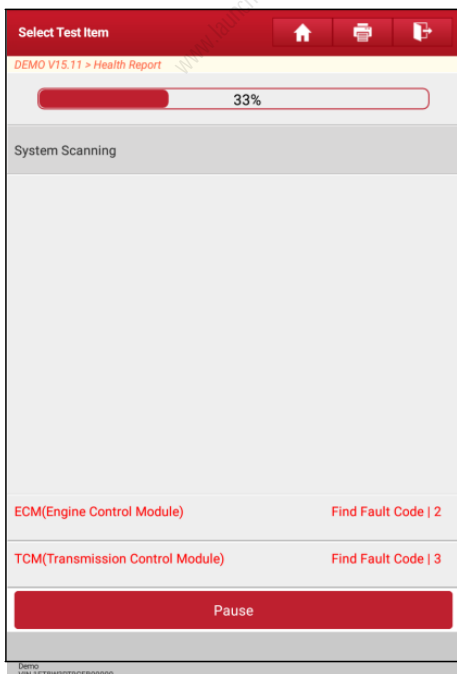 Select Test Item
DEMO V15.11 > Health Report
33%
System Scanning
ECM(Engine Control Module) Find Fault Code | 2
TCM(Transmission Control Module) Find Fault Code | 3
Pause
Demo